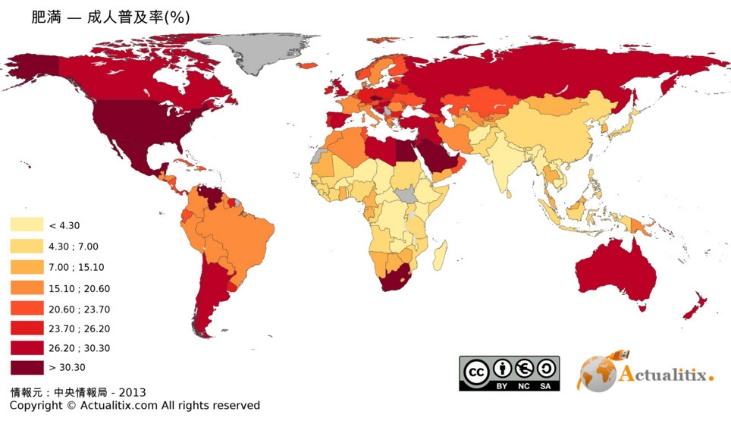 肥満 — 成人普及率(%)
< 4.30
4.30 ; 7.00
7.00 ; 15.10
15.10 ; 20.60
20.60 ; 23.70
23.70 ; 26.20
26.20 ; 30.30
> 30.30
情報元：中央情報局 - 2013
Copyright © Actualitix.com All rights reserved
cc
BY NC SA
Actualitix.